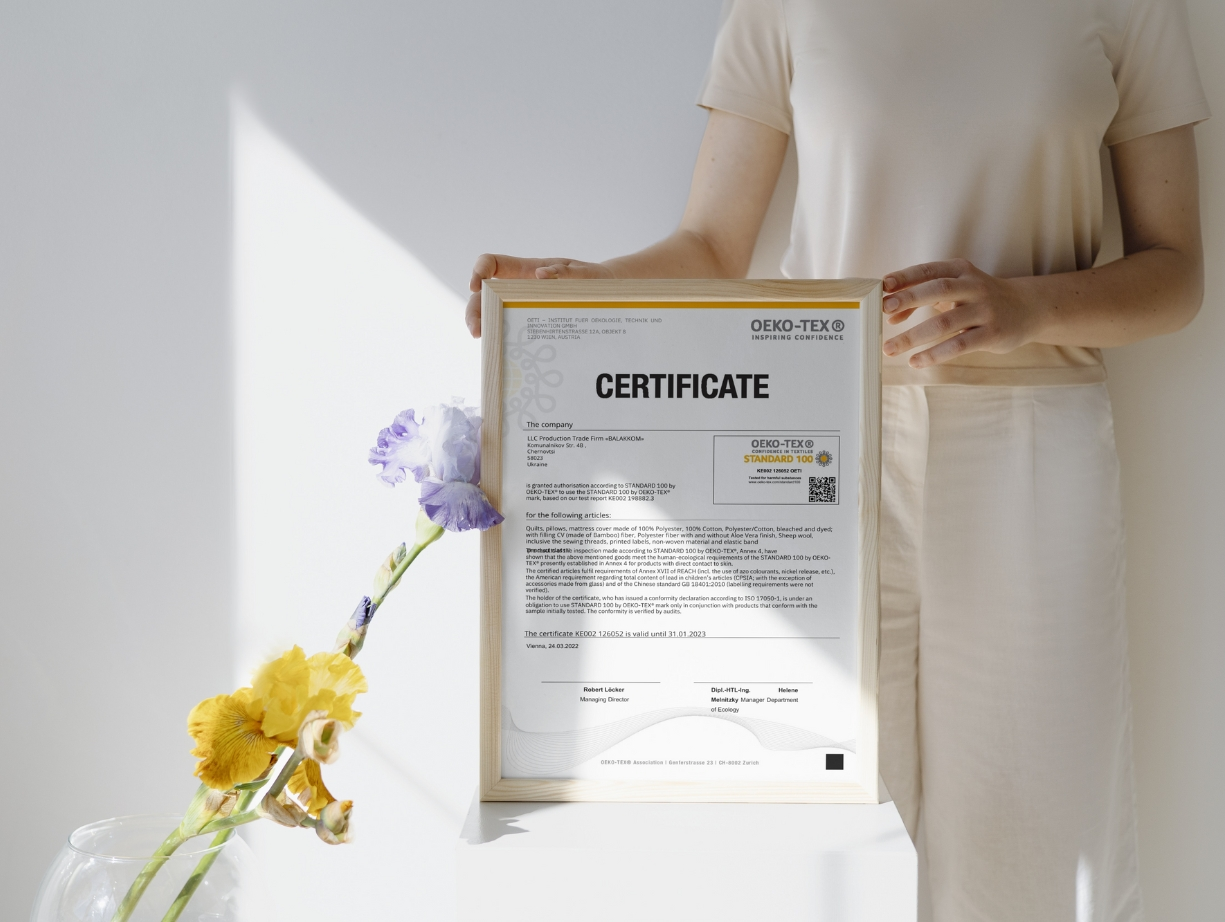 OETI - INSTITUT FUER OEKOLOGIE, TECHNIK UND
INNOVATION GMBH
SIEBENHIRTENSTRASSE 12A, OBJEKT 8
1230 WIEN, AUSTRIA
OEKO-TEX®
INSPIRING CONFIDENCE
CERTIFICATE
The company
LLC Production Trade Firm «BALAKKOM»
Komunalnikov Str. 4B,
Chernovtsi
58023
Ukraine
OEKO-TEX®
CONFIDENCE IN TEXTILES
STANDARD 100
KE002 126052 OETI
Tested for harmful substances
www.oeko-tex.com/standard100
is granted authorisation according to STANDARD 100 by
OEKO-TEX® to use the STANDARD 100 by OEKO-TEX®
mark, based on our test report KE002 198882.3
for the following articles:
Quilts, pillows, mattress cover made of 100% Polyester, 100% Cotton, Polyester/Cotton, bleached and dyed;
with filling CV (made of Bamboo) fiber, Polyester fiber with and without Aloe Vera finish, Sheep wool,
inclusive the sewing threads, printed labels, non-woven material and elastic band
inspection made according to STANDARD 100 by OEKO-TEX®, Annex 4, have
shown that the above mentioned goods meet the human-ecological requirements of the STANDARD 100 by OEKO-
TEX® presently established in Annex 4 for products with direct contact to skin.
The certified articles fulfil requirements of Annex XVII of REACH (incl. the use of azo colourants, nickel release, etc.),
the American requirement regarding total content of lead in children's articles (CPSIA; with the exception of
accessories made from glass) and of the Chinese standard GB 18401:2010 (labelling requirements were not
verified).
The holder of the certificate, who has issued a conformity declaration according to ISO 17050-1, is under an
obligation to use STANDARD 100 by OEKO-TEX® mark only in conjunction with products that conform with the
sample initially tested. The conformity is verified by audits.
The certificate KE002 126052 is valid until 31.01.2023
Vienna, 24.03.2022
Robert Löcker
Managing Director
Dipl.-HTL-Ing. Helene
Melnitzky Manager Department
of Ecology
OEKO-TEX® Association | Genferstrasse 23 | CH-8002 Zurich